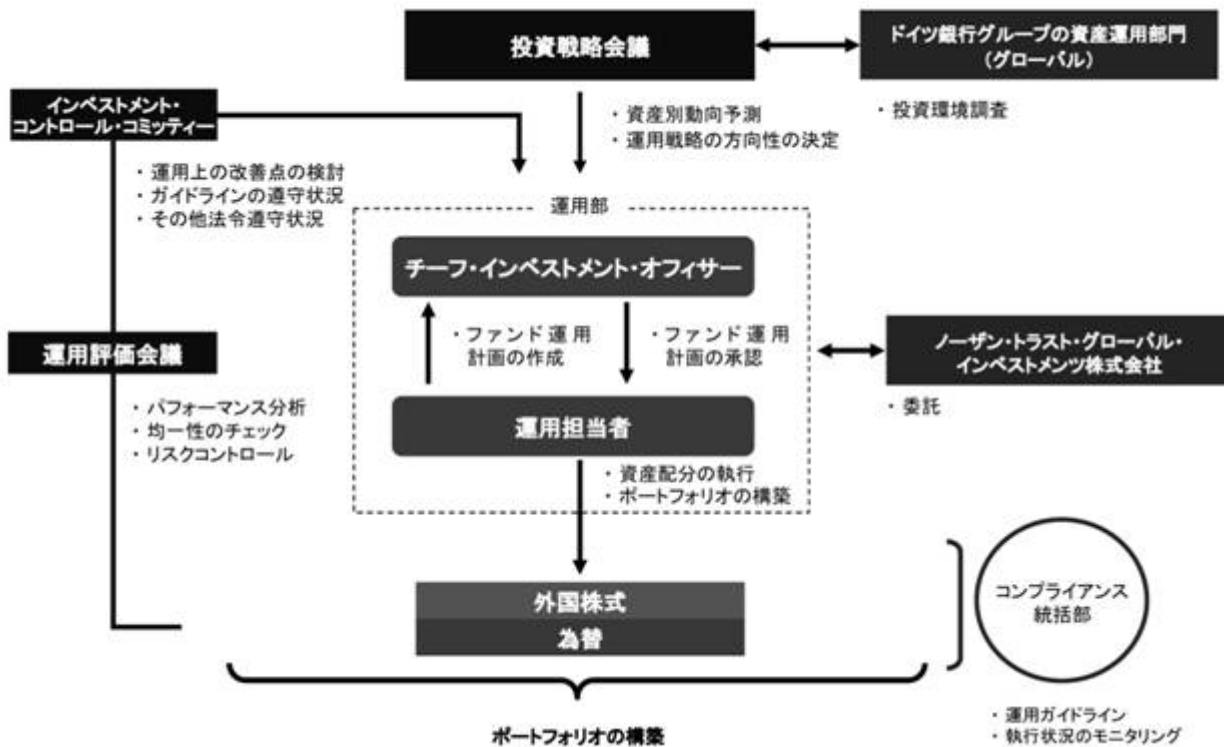 投資戦略会議
ドイツ銀行グループの資産運用部門
(グローバル)
・投資環境調査
・資産別動向予測
・運用戦略の方向性の決定
インベストメント・
コントロール・コミッティー
・運用上の改善点の検討
・ガイドラインの遵守状況
・その他法令遵守状況
運用部
チーフ・インベストメント・オフィサー
・ファンド運用
計画の作成
・ファンド運用
計画の承認
運用担当者
ノーザン・トラスト・グローバル・
インベストメンツ株式会社
・委託
運用評価会議
・パフォーマンス分析
・均一性のチェック
・リスクコントロール
・資産配分の執行
・ポートフォリオの構築
外国株式
為替
コンプライアンス
統括部
・運用ガイドライン
・執行状況のモニタリング
ポートフォリオの構築